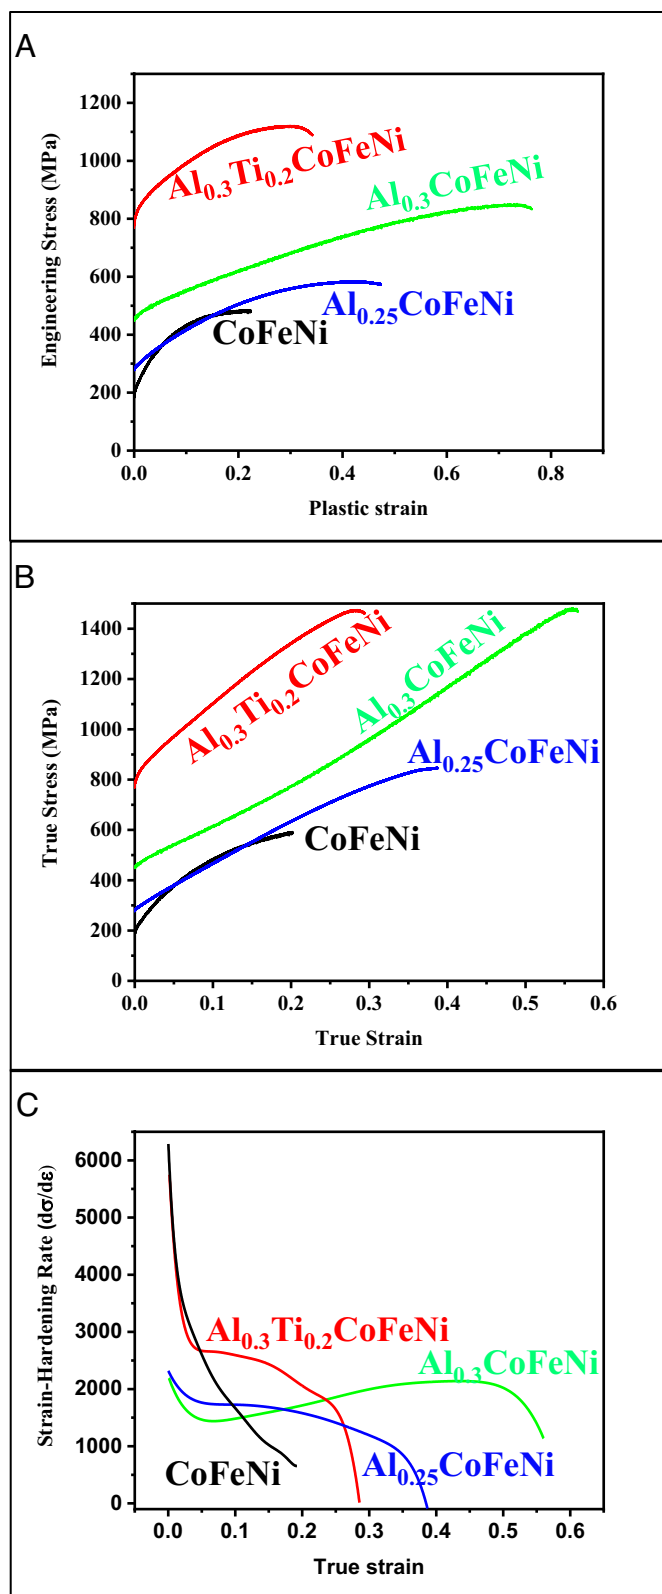 A
1200
1000
800
600
400
200
0
Engineering Stress (MPa)
Al0.3Ti0.2CoFeNi
Al0.3CoFeNi
Al0.25CoFeNi
CoFeNi
0.0 0.2 0.4 0.6 0.8
Plastic strain
B
1400
1200
1000
800
600
400
200
0
True Stress (MPa)
Al0.3Ti0.2CoFeNi
Al0.3CoFeNi
Al0.25CoFeNi
CoFeNi
0.0 0.1 0.2 0.3 0.4 0.5 0.6
True Strain
C
6000
5000
4000
3000
2000
1000
0
Strain-Hardening Rate (dσ/dε)
Al0.3Ti0.2CoFeNi
Al0.3CoFeNi
CoFeNi
Al0.25CoFeNi
0.0 0.1 0.2 0.3 0.4 0.5 0.6
True strain